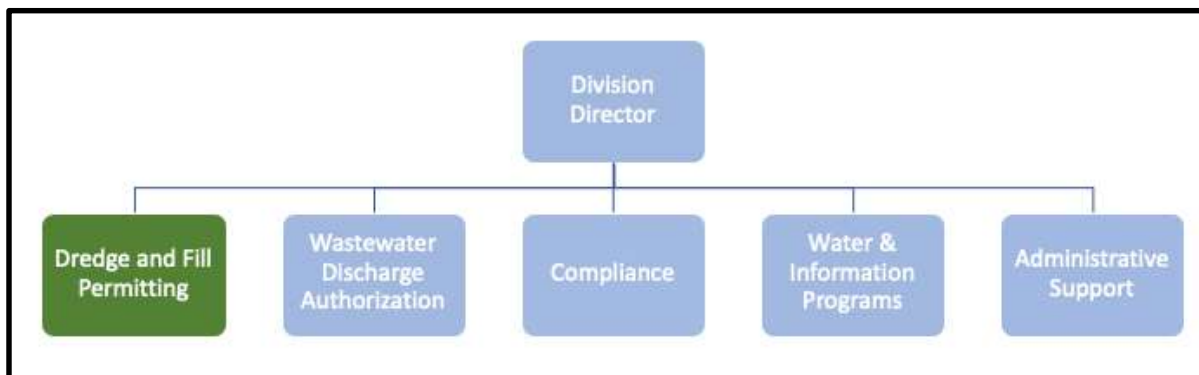 Division
Director
Dredge and Fill
Permitting
Wastewater
Discharge
Authorization
Compliance
Water &
Information
Programs
Administrative
Support